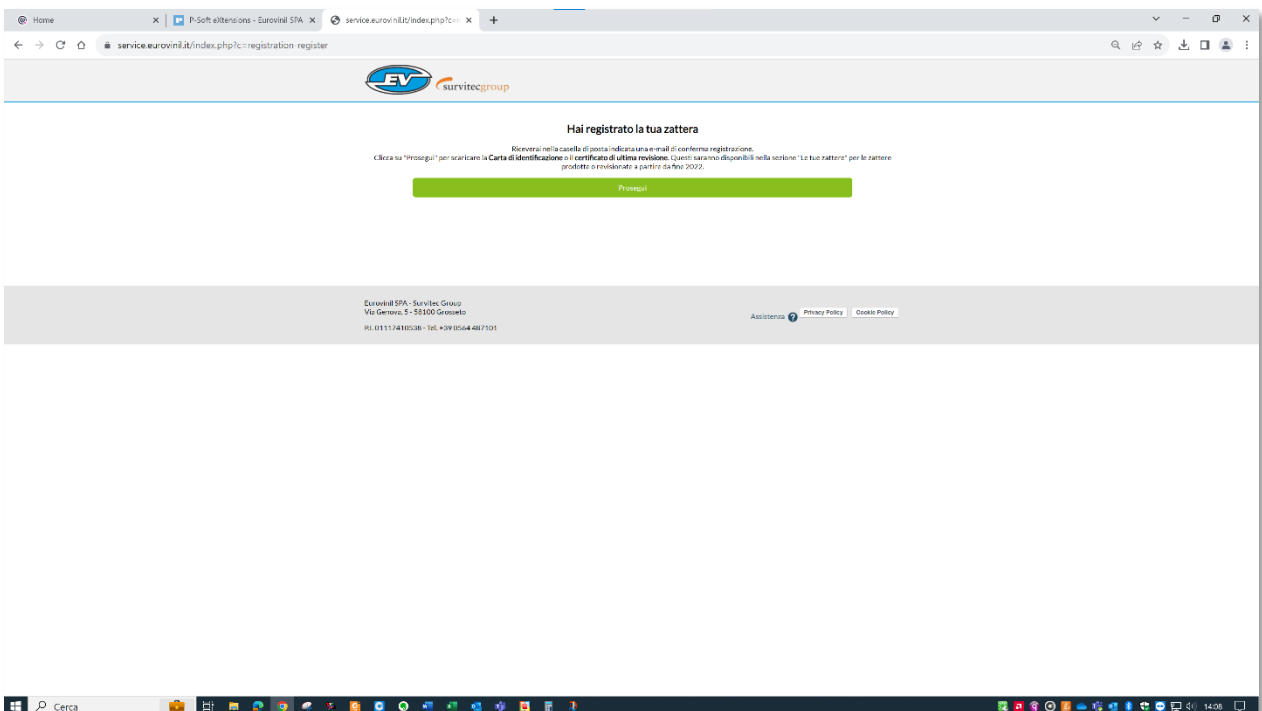 Home
P-Soft eXtensions - Eurovinil SPA
service.eurovinil.it/index.php?c=r
service.eurovinil.it/index.php?c=registration-register
EV survitecgroup
Hai registrato la tua zattera
Riceverai nella casella di posta indicata una e-mail di conferma registrazione.
Clicca su "Prosegui" per scaricare la Carta di identificazione o il certificato di ultima revisione. Questi saranno disponibili nella sezione "Le tue zattere" per le zattere
prodotte o revisionate a partire da fine 2022.
Prosegui
Eurovinil SPA - Survitec Group
Via Genova, 5 - 58100 Grosseto
P.I. 01117410538 - Tel. +39 0564 487101
Assistenza ? Privacy Policy Cookie Policy
Cerca
14:08